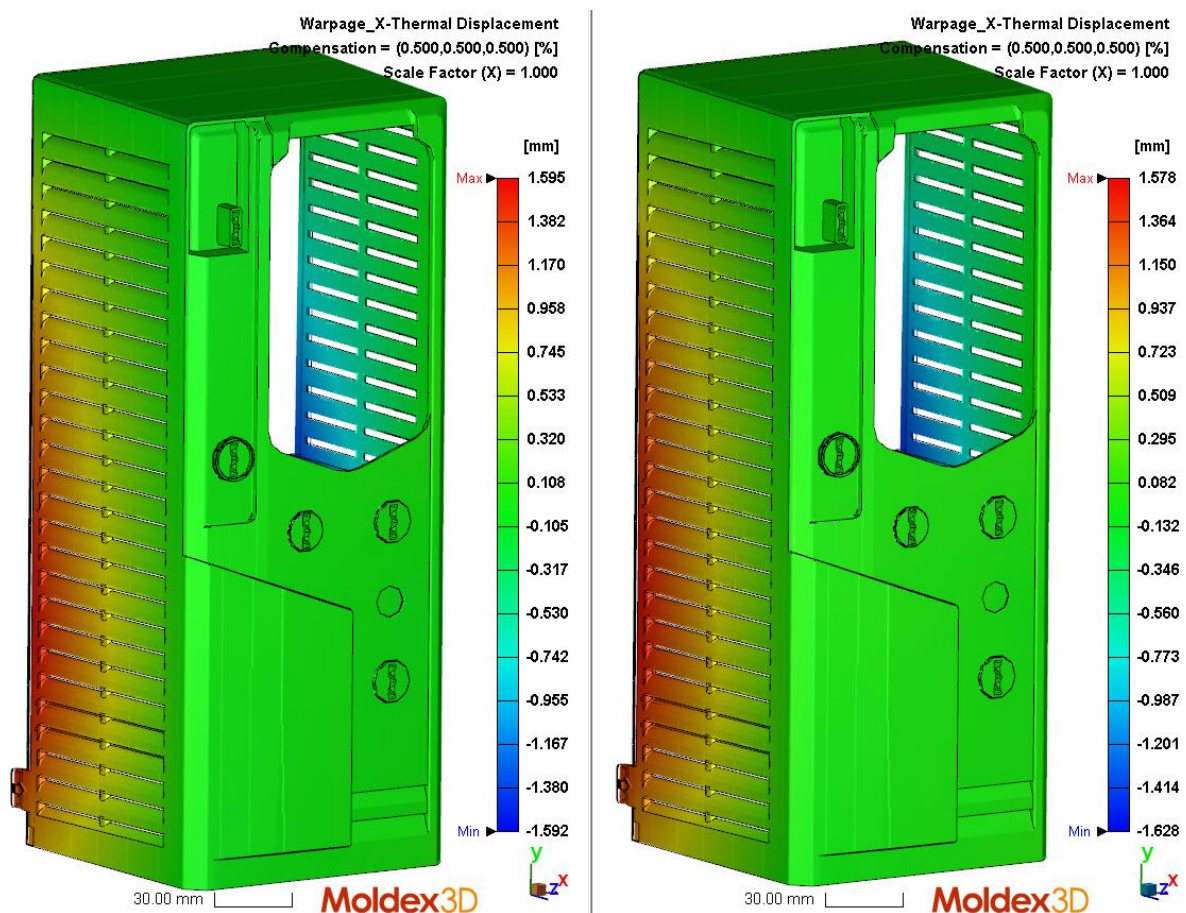 Warpage_X-Thermal Displacement
Compensation = (0.500,0.500,0.500) [%]
Scale Factor (X) = 1.000
[mm]
Max 1.595
1.382
1.170
0.958
0.745
0.532
0.320
0.108
-0.105
-0.317
-0.530
-0.742
-0.955
-1.167
-1.380
Min -1.592
y
z x
30.00 mm
Moldex3D
Warpage_X-Thermal Displacement
Compensation = (0.500,0.500,0.500) [%]
Scale Factor (X) = 1.000
[mm]
Max 1.578
1.364
1.150
0.937
0.723
0.509
0.295
0.082
-0.132
-0.346
-0.560
-0.773
-0.987
-1.201
-1.414
Min -1.628
y
z x
30.00 mm
Moldex3D